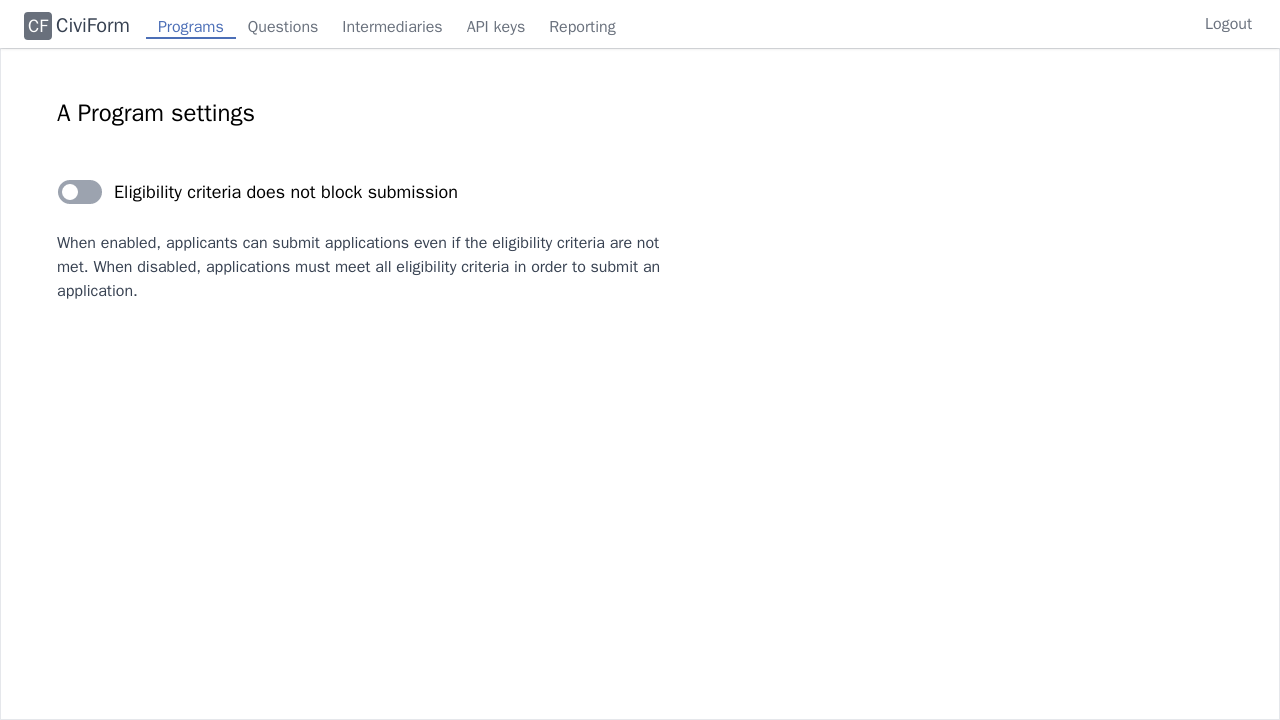 CF CiviForm Programs Questions Intermediaries API keys Reporting Logout
A Program settings
Eligibility criteria does not block submission
When enabled, applicants can submit applications even if the eligibility criteria are not
met. When disabled, applications must meet all eligibility criteria in order to submit an
application.